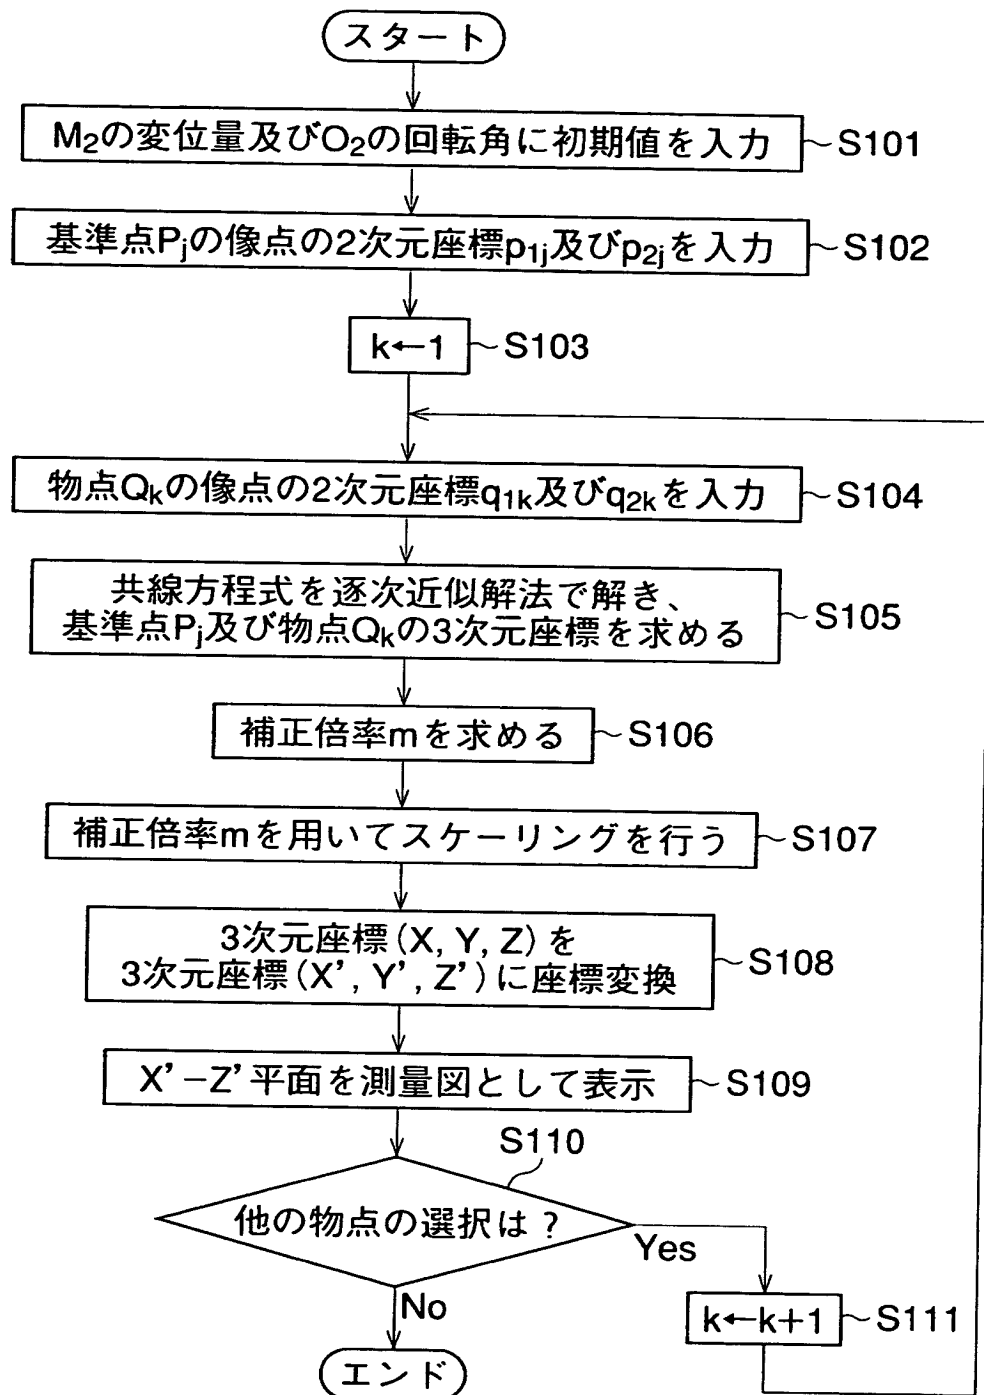 スタート
M₂の変位量及びO₂の回転角に初期値を入力 S101
基準点Pⱼの像点の2次元座標p₁ⱼ及びp₂ⱼを入力 S102
k←1 S103
物点Qₖの像点の2次元座標q₁ₖ及びq₂ₖを入力 S104
共線方程式を逐次近似解法で解き、
基準点Pⱼ及び物点Qₖの3次元座標を求める S105
補正倍率mを求める S106
補正倍率mを用いてスケーリングを行う S107
3次元座標(X, Y, Z)を
3次元座標(X', Y', Z')に座標変換 S108
X'−Z'平面を測量図として表示 S109
S110
他の物点の選択は?
Yes
No
k←k+1 S111
エンド